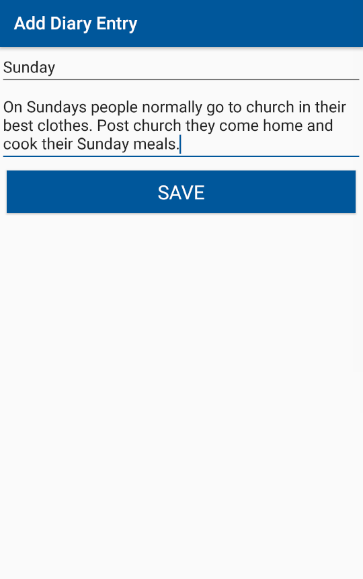 Add Diary Entry
Sunday
On Sundays people normally go to church in their
best clothes. Post church they come home and
cook their Sunday meals.
SAVE